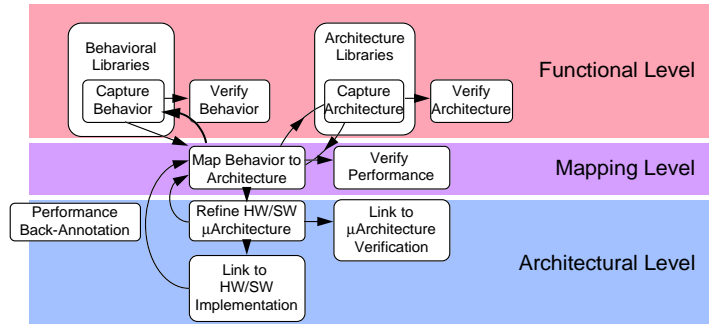 Behavioral
Libraries
Capture
Behavior
Verify
Behavior
Architecture
Libraries
Capture
Architecture
Verify
Architecture
Functional Level
Map Behavior to
Architecture
Verify
Performance
Mapping Level
Performance
Back-Annotation
Refine HW/SW
μArchitecture
Link to
μArchitecture
Verification
Link to
HW/SW
Implementation
Architectural Level